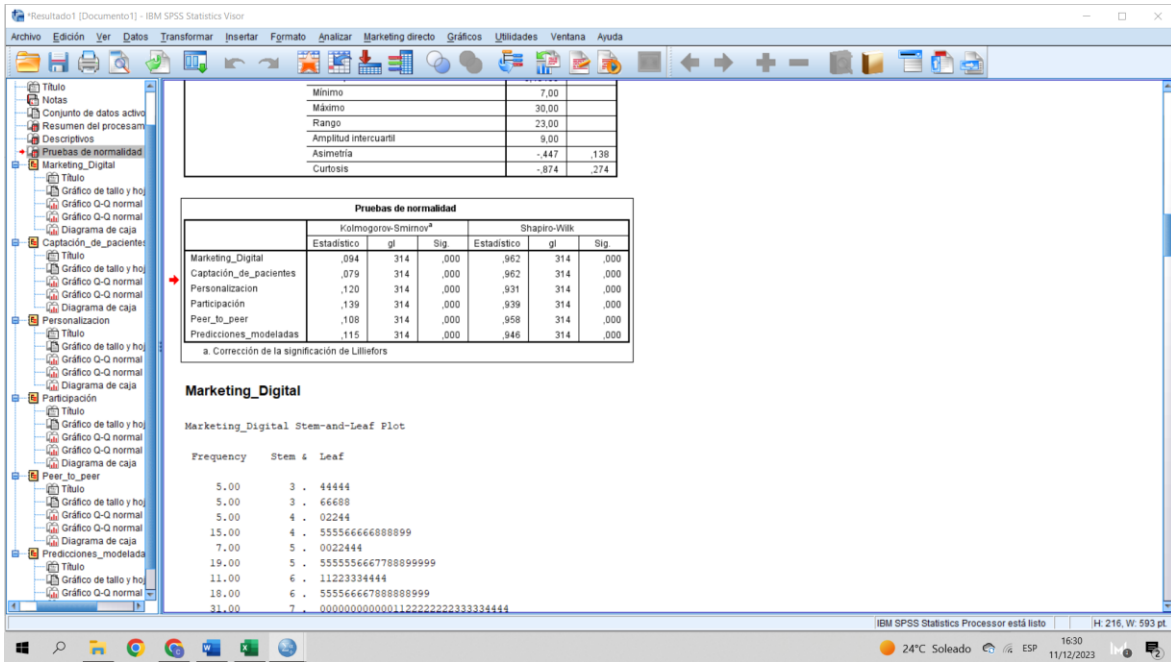 *Resultado1 [Documento1] - IBM SPSS Statistics Visor
Archivo Edición Ver Datos Transformar Insertar Formato Analizar Marketing directo Gráficos Utilidades Ventana Ayuda
Título
Notas
Conjunto de datos activo
Resumen del procesam
Descriptivos
Pruebas de normalidad
Marketing_Digital
Título
Gráfico de tallo y hoj
Gráfico Q-Q normal
Gráfico Q-Q normal
Diagrama de caja
Captación_de_pacientes
Título
Gráfico de tallo y hoj
Gráfico Q-Q normal
Gráfico Q-Q normal
Diagrama de caja
Personalizacion
Título
Gráfico de tallo y hoj
Gráfico Q-Q normal
Gráfico Q-Q normal
Diagrama de caja
Participación
Título
Gráfico de tallo y hoj
Gráfico Q-Q normal
Gráfico Q-Q normal
Diagrama de caja
Peer_to_peer
Título
Gráfico de tallo y hoj
Gráfico Q-Q normal
Gráfico Q-Q normal
Diagrama de caja
Predicciones_modelada
Título
Gráfico de tallo y hoj
Gráfico Q-Q normal
Mínimo 7,00
Máximo 30,00
Rango 23,00
Amplitud intercuartil 9,00
Asimetría -,447 ,138
Curtosis -,874 ,274
Pruebas de normalidad
Kolmogorov-Smirnov a Shapiro-Wilk
Estadístico gl Sig. Estadístico gl Sig.
Marketing_Digital ,094 314 ,000 ,962 314 ,000
Captación_de_pacientes ,079 314 ,000 ,962 314 ,000
Personalizacion ,120 314 ,000 ,931 314 ,000
Participación ,139 314 ,000 ,939 314 ,000
Peer_to_peer ,108 314 ,000 ,958 314 ,000
Predicciones_modeladas ,115 314 ,000 ,946 314 ,000
a. Corrección de la significación de Lilliefors
Marketing_Digital
Marketing_Digital Stem-and-Leaf Plot
Frequency Stem & Leaf
5.00 3 . 44444
5.00 3 . 66688
5.00 4 . 02244
15.00 4 . 555566666888899
7.00 5 . 0022444
19.00 5 . 5555556667788899999
11.00 6 . 11223334444
18.00 6 . 555566667888888999
31.00 7 . 0000000000011222222223333344444
IBM SPSS Statistics Processor está listo H: 216, W: 593 pt.
24°C Soleado ESP 16:30
11/12/2023